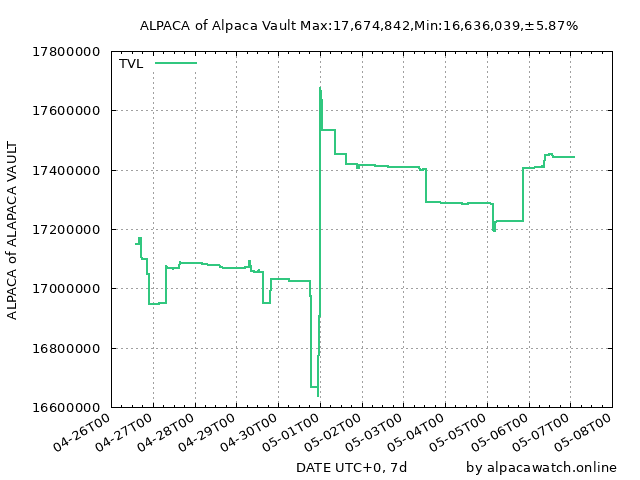 ALPACA of Alpaca Vault Max:17,674,842,Min:16,636,039,±5.87%
TVL
17800000
17600000
17400000
17200000
17000000
16800000
16600000
ALPACA of ALAPACA VAULT
04-26T00
04-27T00
04-28T00
04-29T00
04-30T00
05-01T00
05-02T00
05-03T00
05-04T00
05-05T00
05-06T00
05-07T00
05-08T00
DATE UTC+0, 7d
by alpacawatch.online